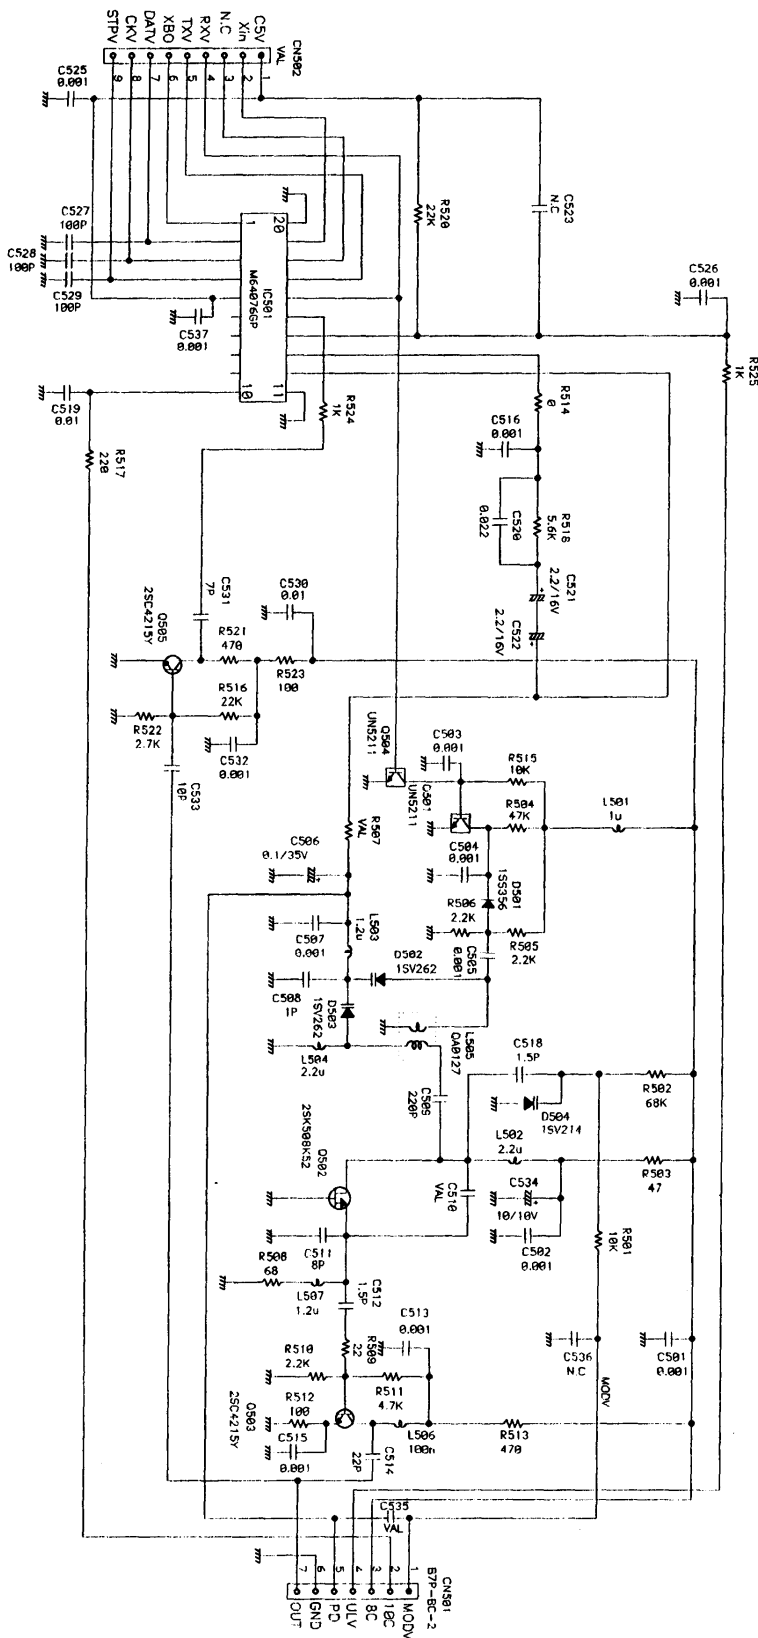 CN502
VAL
C5V
Xin
N.C
RXV
TXV
XBO
DATV
CKV
STPV
1
2
3
4
5
6
7
8
9
C525
0.001
C527
100P
C528
100P
C529
100P
C537
0.001
IC501
M64076GP
1
20
10
11
R520
22K
C523
N.C
C526
0.001
R525
1K
C519
0.01
R517
220
R524
1K
R514
0
C516
0.001
R518
5.6K
C520
0.022
C521
2.2/16V
C522
2.2/16V
C531
7P
C530
0.01
Q505
2SC4215Y
R521
470
R523
100
R516
22K
R522
2.7K
C532
0.001
C533
10P
Q504
UN5211
C503
0.001
Q501
UN5211
R515
10K
R504
47K
L501
1u
R507
VAL
C506
0.1/35V
C504
0.001
D501
1SS356
R506
2.2K
R505
2.2K
C505
0.001
C507
0.001
L503
1.2u
D502
1SV262
C508
1P
D503
1SV262
L504
2.2u
L505
QA0127
C509
220P
C518
1.5P
D504
1SV214
R502
68K
L502
2.2u
R503
47
C534
10/10V
C502
0.001
R501
10K
Q502
2SK508K52
C510
VAL
C511
8P
R508
68
L507
1.2u
C512
1.5P
R509
22
C513
0.001
R510
2.2K
R511
4.7K
C536
N.C
C501
0.001
MODV
Q503
2SC4215Y
R512
100
C515
0.001
C514
22P
L506
100n
R513
470
C535
VAL
CN501
B7P-BC-2
1
2
3
4
5
6
7
MODV
10C
8C
ULV
PD
GND
OUT